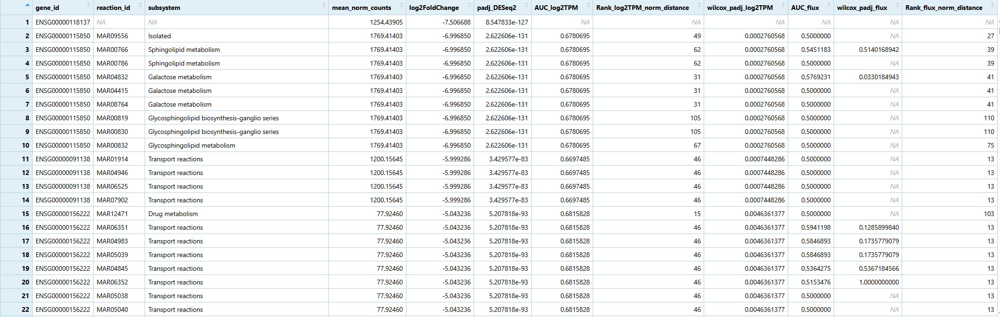 gene_id reaction_id subsystem mean_norm_counts log2FoldChange padj_DESeq2 AUC_log2TPM Rank_log2TPM_norm_distance wilcox_padj_log2TPM AUC_flux wilcox_padj_flux Rank_flux_norm_distance
1 ENSG00000118137 NA NA 1254.43905 -7.506688 8.547833e-127 NA NA NA NA NA NA
2 ENSG00000115850 MAR09556 Isolated 1769.41403 -6.996850 2.622606e-131 0.6780695 49 0.0002760568 0.5000000 NA 27
3 ENSG00000115850 MAR00766 Sphingolipid metabolism 1769.41403 -6.996850 2.622606e-131 0.6780695 62 0.0002760568 0.5451183 0.5140168942 39
4 ENSG00000115850 MAR00786 Sphingolipid metabolism 1769.41403 -6.996850 2.622606e-131 0.6780695 62 0.0002760568 0.5000000 NA 39
5 ENSG00000115850 MAR04832 Galactose metabolism 1769.41403 -6.996850 2.622606e-131 0.6780695 31 0.0002760568 0.5769231 0.0330184943 41
6 ENSG00000115850 MAR04415 Galactose metabolism 1769.41403 -6.996850 2.622606e-131 0.6780695 31 0.0002760568 0.5000000 NA 41
7 ENSG00000115850 MAR08764 Galactose metabolism 1769.41403 -6.996850 2.622606e-131 0.6780695 31 0.0002760568 0.5000000 NA 41
8 ENSG00000115850 MAR00819 Glycosphingolipid biosynthesis-ganglio series 1769.41403 -6.996850 2.622606e-131 0.6780695 105 0.0002760568 0.5000000 NA 110
9 ENSG00000115850 MAR00830 Glycosphingolipid biosynthesis-ganglio series 1769.41403 -6.996850 2.622606e-131 0.6780695 105 0.0002760568 0.5000000 NA 110
10 ENSG00000115850 MAR00832 Glycosphingolipid metabolism 1769.41403 -6.996850 2.622606e-131 0.6780695 67 0.0002760568 0.5000000 NA 75
11 ENSG00000091138 MAR01914 Transport reactions 1200.15645 -5.999286 3.429577e-83 0.6697485 46 0.0007448286 0.5000000 NA 13
12 ENSG00000091138 MAR04946 Transport reactions 1200.15645 -5.999286 3.429577e-83 0.6697485 46 0.0007448286 0.5000000 NA 13
13 ENSG00000091138 MAR06525 Transport reactions 1200.15645 -5.999286 3.429577e-83 0.6697485 46 0.0007448286 0.5000000 NA 13
14 ENSG00000091138 MAR07902 Transport reactions 1200.15645 -5.999286 3.429577e-83 0.6697485 46 0.0007448286 0.5000000 NA 13
15 ENSG00000156222 MAR12471 Drug metabolism 77.92460 -5.043236 5.207818e-93 0.6815828 15 0.0046361377 0.5000000 NA 103
16 ENSG00000156222 MAR06351 Transport reactions 77.92460 -5.043236 5.207818e-93 0.6815828 46 0.0046361377 0.5941198 0.1285899840 13
17 ENSG00000156222 MAR04983 Transport reactions 77.92460 -5.043236 5.207818e-93 0.6815828 46 0.0046361377 0.5846893 0.1735779079 13
18 ENSG00000156222 MAR05039 Transport reactions 77.92460 -5.043236 5.207818e-93 0.6815828 46 0.0046361377 0.5846893 0.1735779079 13
19 ENSG00000156222 MAR04845 Transport reactions 77.92460 -5.043236 5.207818e-93 0.6815828 46 0.0046361377 0.5364275 0.5367184566 13
20 ENSG00000156222 MAR06352 Transport reactions 77.92460 -5.043236 5.207818e-93 0.6815828 46 0.0046361377 0.5153476 1.0000000000 13
21 ENSG00000156222 MAR05038 Transport reactions 77.92460 -5.043236 5.207818e-93 0.6815828 46 0.0046361377 0.5000000 NA 13
22 ENSG00000156222 MAR05040 Transport reactions 77.92460 -5.043236 5.207818e-93 0.6815828 46 0.0046361377 0.5000000 NA 13